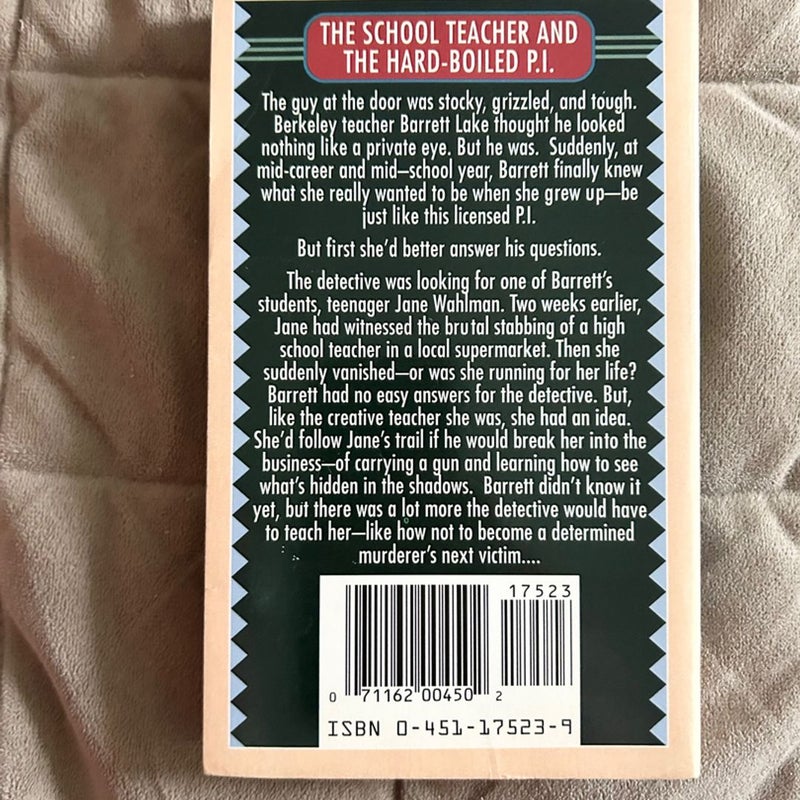 THE SCHOOL TEACHER AND
THE HARD-BOILED P.I.
The guy at the door was stocky, grizzled, and tough.
Berkeley teacher Barrett Lake thought he looked
nothing like a private eye. But he was. Suddenly, at
mid-career and mid–school year, Barrett finally knew
what she really wanted to be when she grew up—be
just like this licensed P.I.
But first she'd better answer his questions.
The detective was looking for one of Barrett's
students, teenager Jane Wahlman. Two weeks earlier,
Jane had witnessed the brutal stabbing of a high
school teacher in a local supermarket. Then she
suddenly vanished—or was she running for her life?
Barrett had no easy answers for the detective. But,
like the creative teacher she was, she had an idea.
She'd follow Jane's trail if he would break her into the
business—of carrying a gun and learning how to see
what's hidden in the shadows. Barrett didn't know it
yet, but there was a lot more the detective would have
to teach her—like how not to become a determined
murderer's next victim....
17523
0 71162 00450 2
ISBN 0-451-17523-9